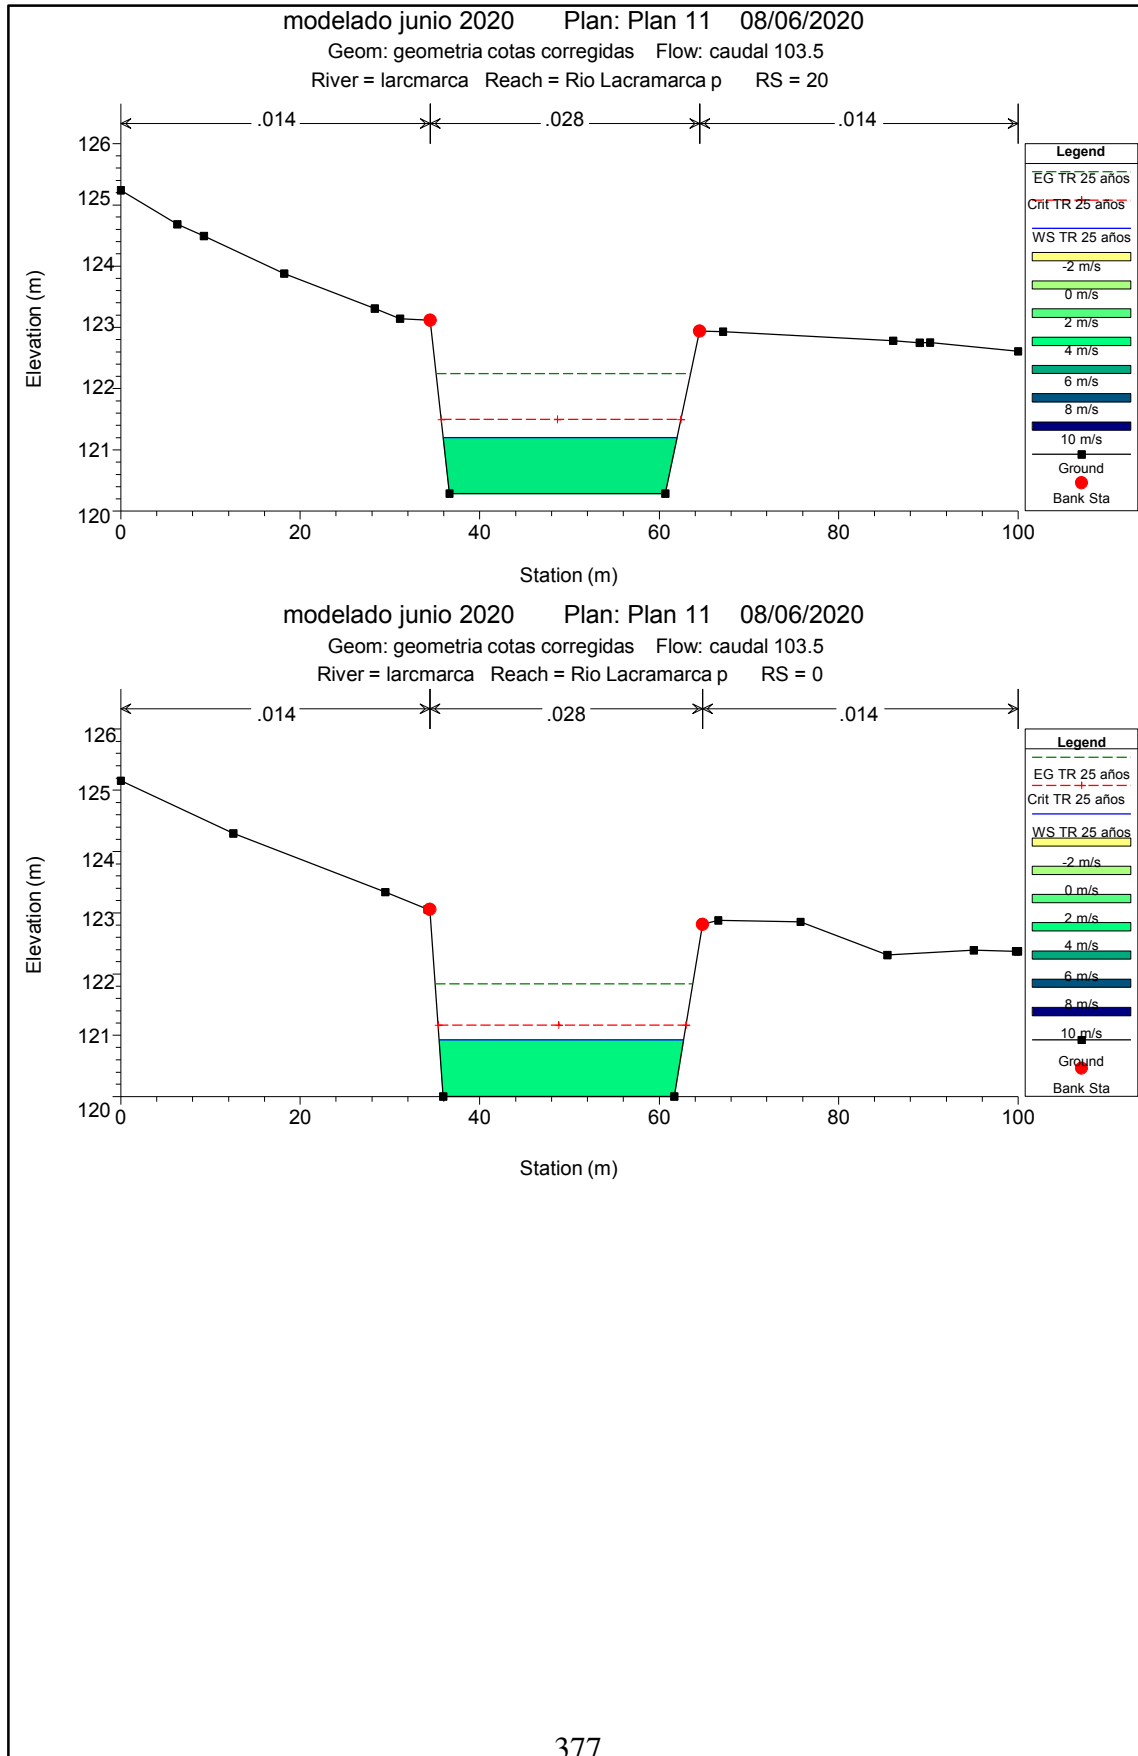 modelado junio 2020 Plan: Plan 11 08/06/2020
Geom: geometria cotas corregidas Flow: caudal 103.5
River = larcmarca Reach = Rio Lacramarca p RS = 20
.014 .028 .014
126
125
124
123
122
121
120
Elevation (m)
0 20 40 60 80 100
Station (m)
Legend
EG TR 25 años
Crit TR 25 años
WS TR 25 años
-2 m/s
0 m/s
2 m/s
4 m/s
6 m/s
8 m/s
10 m/s
Ground
Bank Sta
modelado junio 2020 Plan: Plan 11 08/06/2020
Geom: geometria cotas corregidas Flow: caudal 103.5
River = larcmarca Reach = Rio Lacramarca p RS = 0
.014 .028 .014
126
125
124
123
122
121
120
Elevation (m)
0 20 40 60 80 100
Station (m)
Legend
EG TR 25 años
Crit TR 25 años
WS TR 25 años
-2 m/s
0 m/s
2 m/s
4 m/s
6 m/s
8 m/s
10 m/s
Ground
Bank Sta
377